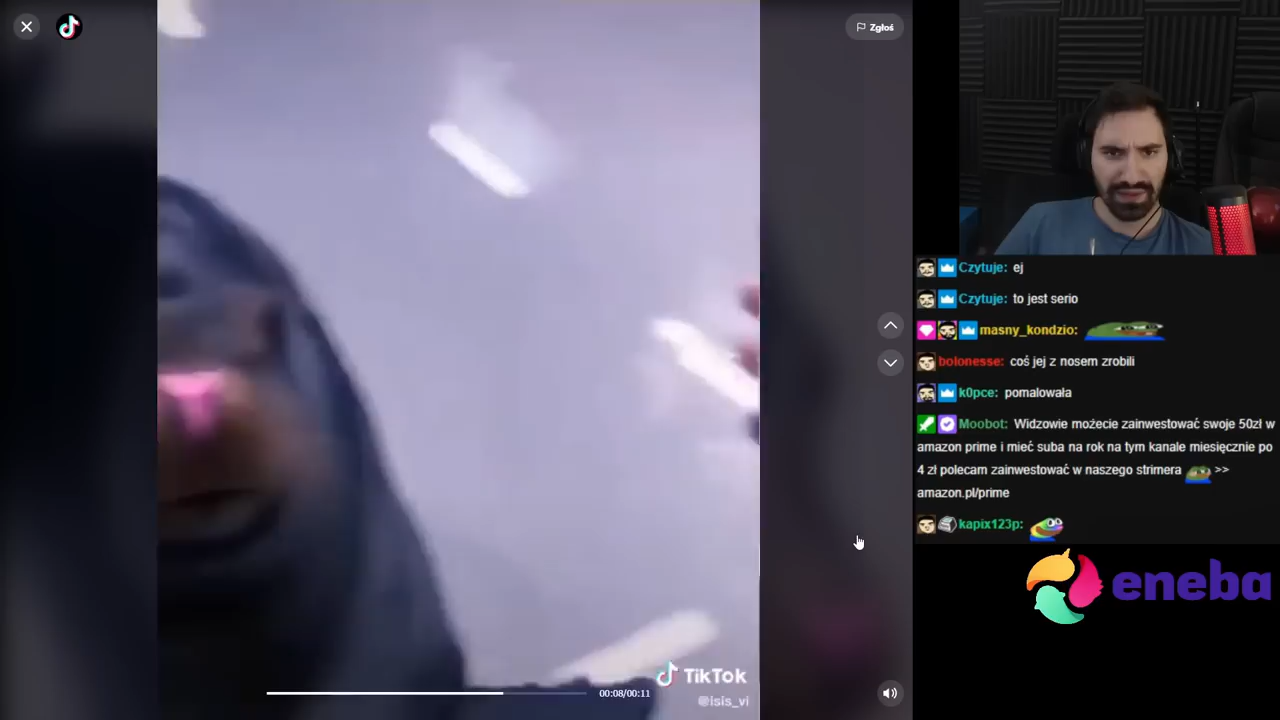 Zgłoś
Czytuje: ej
Czytuje: to jest serio
masny_kondzio:
bolonesse: coś jej z nosem zrobili
k0pce: pomalowała
Moobot: Widzowie możecie zainwestować swoje 50zł w
amazon prime i mieć suba na rok na tym kanale miesięcznie po
4 zł polecam zainwestować w naszego strimera >>
amazon.pl/prime
kapix123p:
eneba
TikTok
00:08/00:11
@isis_vi